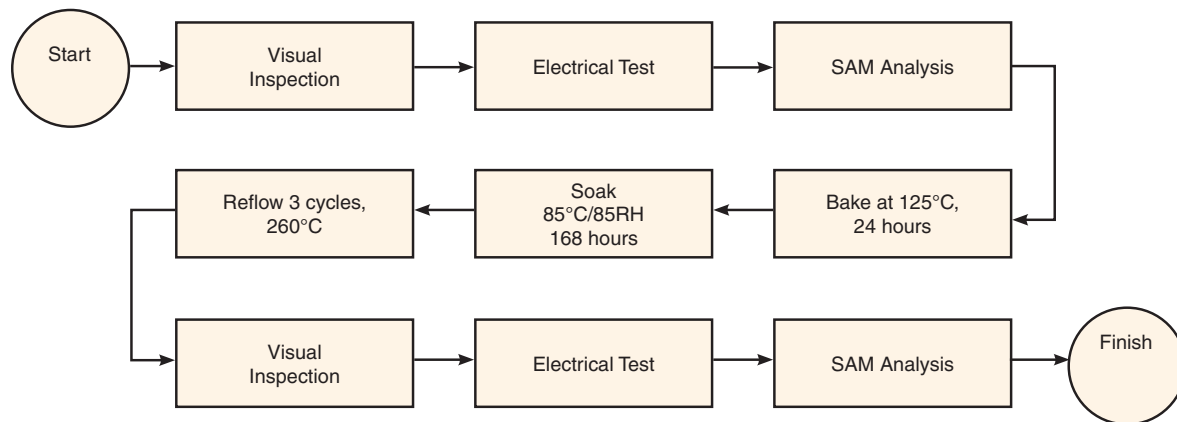 Start
Visual
Inspection
Electrical Test
SAM Analysis
Bake at 125°C,
24 hours
Soak
85°C/85RH
168 hours
Reflow 3 cycles,
260°C
Visual
Inspection
Electrical Test
SAM Analysis
Finish